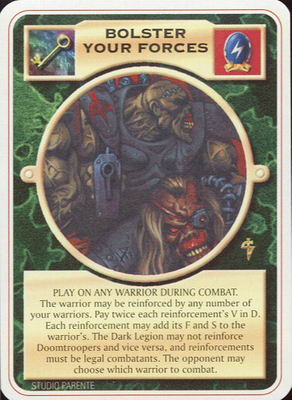 BOLSTER
YOUR FORCES
PLAY ON ANY WARRIOR DURING COMBAT.
The warrior may be reinforced by any number of
your warriors. Pay twice each reinforcement's V in D.
Each reinforcement may add its F and S to the
warrior's. The Dark Legion may not reinforce
Doomtroopers and vice versa, and reinforcements
must be legal combatants. The opponent may
choose which warrior to combat.
STUDIO PARENTE